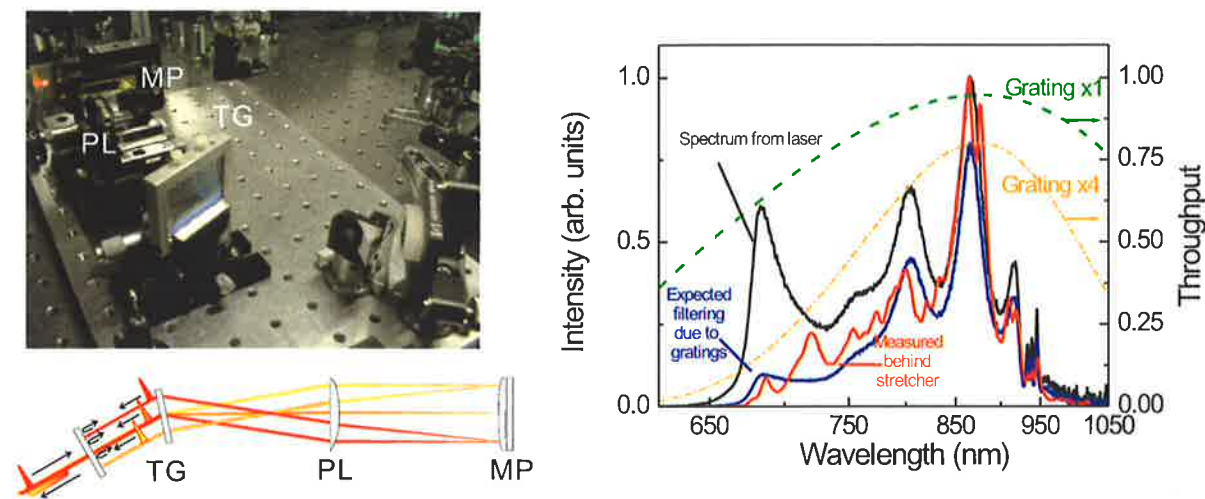 MP
TG
PL
TG
PL
MP
Intensity (arb. units)
1.0
0.5
0.0
Spectrum from laser
Expected
filtering
due to
gratings
Measured
behind
stretcher
Grating x1
Grating x4
1.00
0.75
0.50
0.25
0.00
Throughput
650
750
850
950
1050
Wavelength (nm)